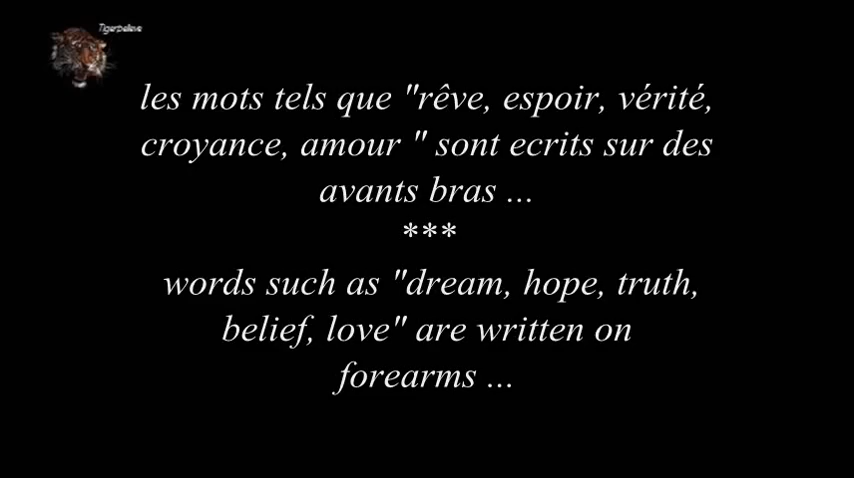 Tigerbelieve
les mots tels que "rêve, espoir, vérité,
croyance, amour " sont ecrits sur des
avants bras ...
***
words such as "dream, hope, truth,
belief, love" are written on
forearms ...